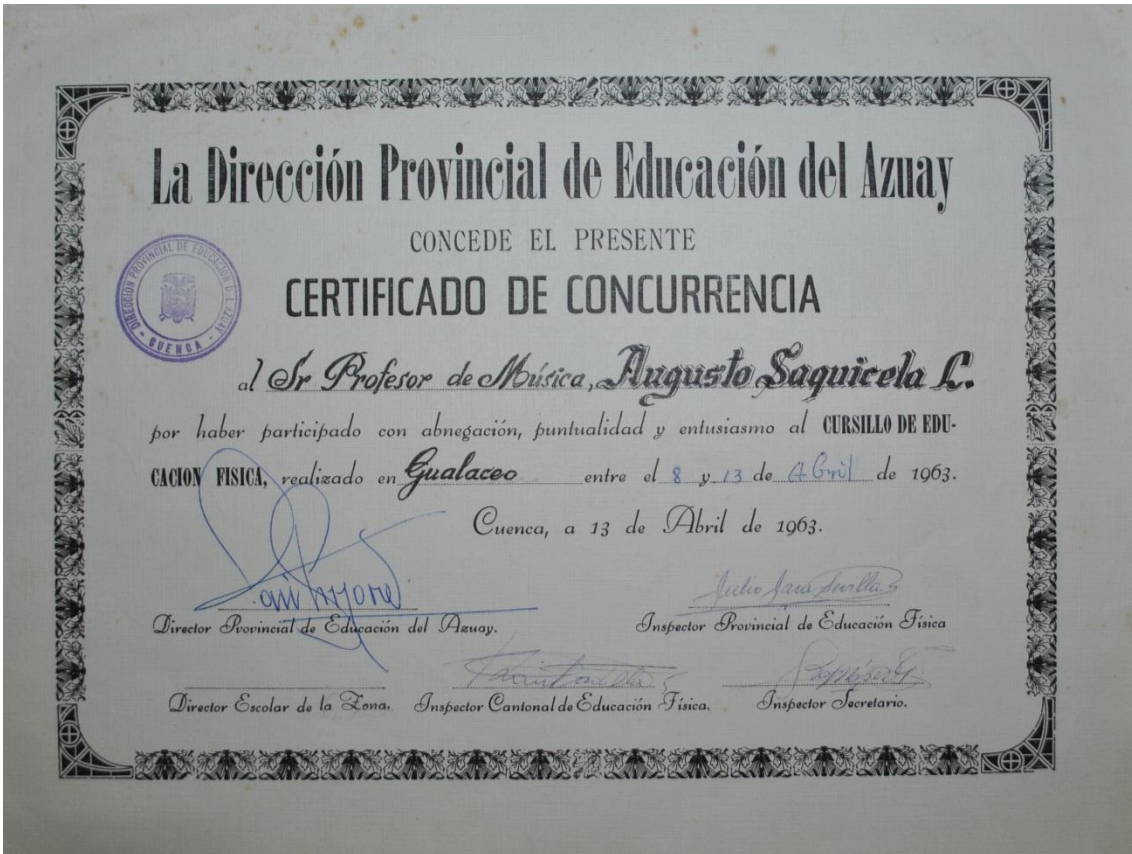 La Dirección Provincial de Educación del Azuay
CONCEDE EL PRESENTE
CERTIFICADO DE CONCURRENCIA
DIRECCION PROVINCIAL DE EDUCACION DEL AZUAY
- CUENCA -
al Sr Profesor de Música, Augusto Saquicela L.
por haber participado con abnegación, puntualidad y entusiasmo al CURSILLO DE EDU-
CACION FISICA, realizado en Gualaceo entre el 8 y 13 de Abril de 1963.
Cuenca, a 13 de Abril de 1963.
Julio
Director Provincial de Educación del Azuay. Inspector Provincial de Educación Física
Director Escolar de la Zona. Inspector Cantonal de Educación Física. Inspector Secretario.